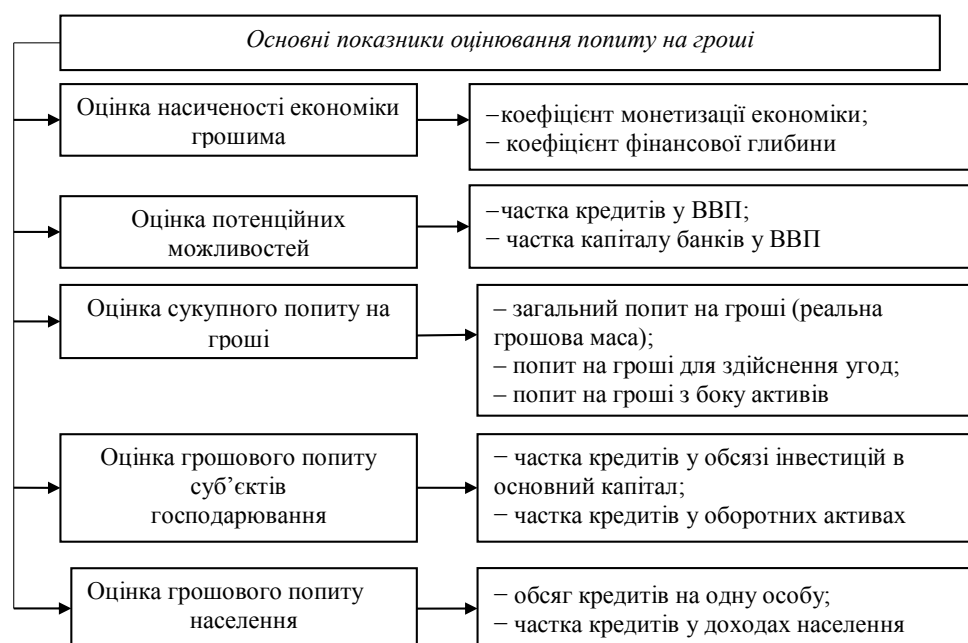 Основні показники оцінювання попиту на гроші
Оцінка насиченості економіки
грошима
−коефіцієнт монетизації економіки;
− коефіцієнт фінансової глибини
Оцінка потенційних
можливостей
−частка кредитів у ВВП;
− частка капіталу банків у ВВП
Оцінка сукупного попиту на
гроші
– загальний попит на гроші (реальна
грошова маса);
– попит на гроші для здійснення угод;
– попит на гроші з боку активів
Оцінка грошового попиту
суб’єктів
господарювання
− частка кредитів у обсязі інвестицій в
основний капітал;
− частка кредитів у оборотних активах
Оцінка грошового попиту
населення
− обсяг кредитів на одну особу;
− частка кредитів у доходах населення